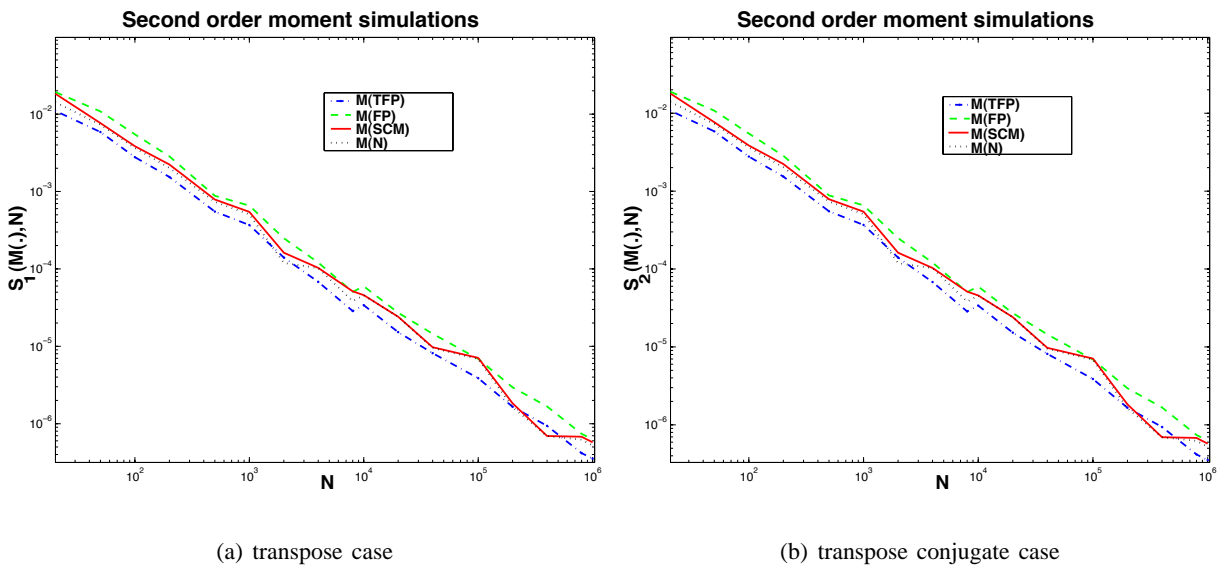 Second order moment simulations
S1(M(.),N)
10^-2
10^-3
10^-4
10^-5
10^-6
M(TFP)
M(FP)
M(SCM)
M(N)
10^2
10^3
10^4
10^5
10^6
N
(a) transpose case
Second order moment simulations
S2(M(.),N)
10^-2
10^-3
10^-4
10^-5
10^-6
M(TFP)
M(FP)
M(SCM)
M(N)
10^2
10^3
10^4
10^5
10^6
N
(b) transpose conjugate case